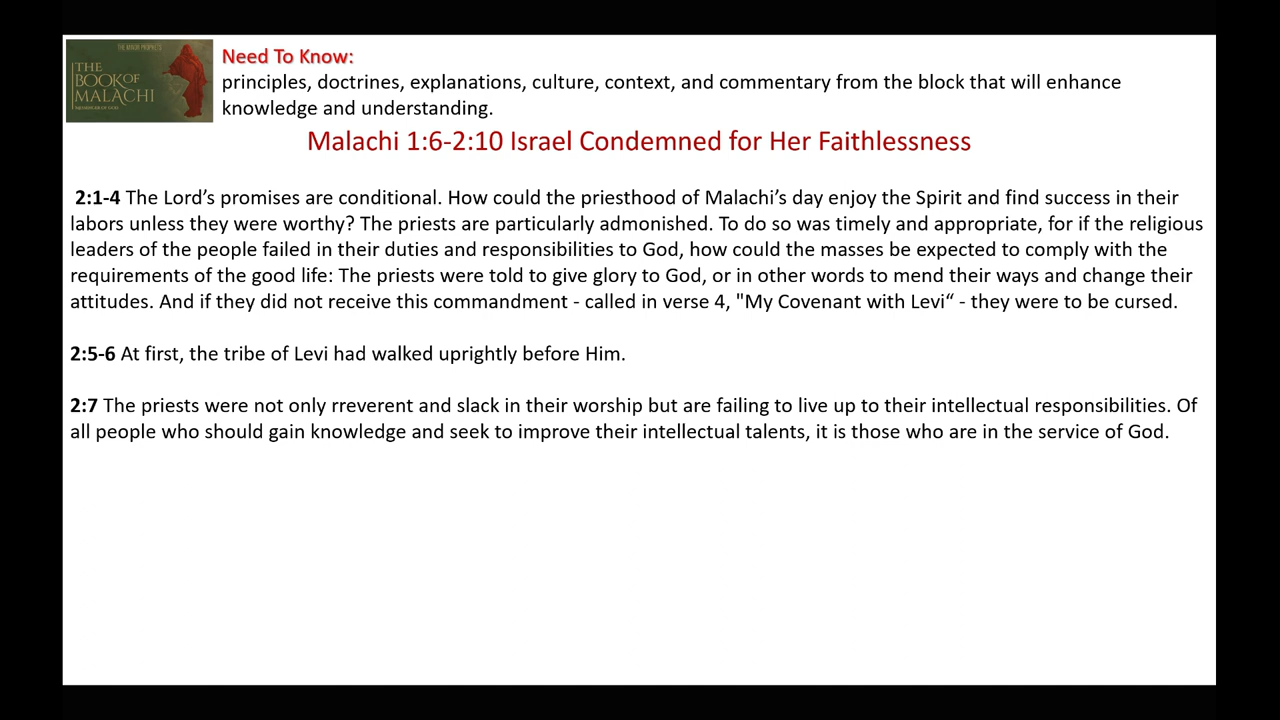 THE MINOR PROPHETS
THE
BOOK OF
MALACHI
MESSENGER OF GOD
Need To Know:
principles, doctrines, explanations, culture, context, and commentary from the block that will enhance
knowledge and understanding.
Malachi 1:6-2:10 Israel Condemned for Her Faithlessness
2:1-4 The Lord’s promises are conditional. How could the priesthood of Malachi’s day enjoy the Spirit and find success in their
labors unless they were worthy? The priests are particularly admonished. To do so was timely and appropriate, for if the religious
leaders of the people failed in their duties and responsibilities to God, how could the masses be expected to comply with the
requirements of the good life: The priests were told to give glory to God, or in other words to mend their ways and change their
attitudes. And if they did not receive this commandment - called in verse 4, "My Covenant with Levi“ - they were to be cursed.
2:5-6 At first, the tribe of Levi had walked uprightly before Him.
2:7 The priests were not only rreverent and slack in their worship but are failing to live up to their intellectual responsibilities. Of
all people who should gain knowledge and seek to improve their intellectual talents, it is those who are in the service of God.